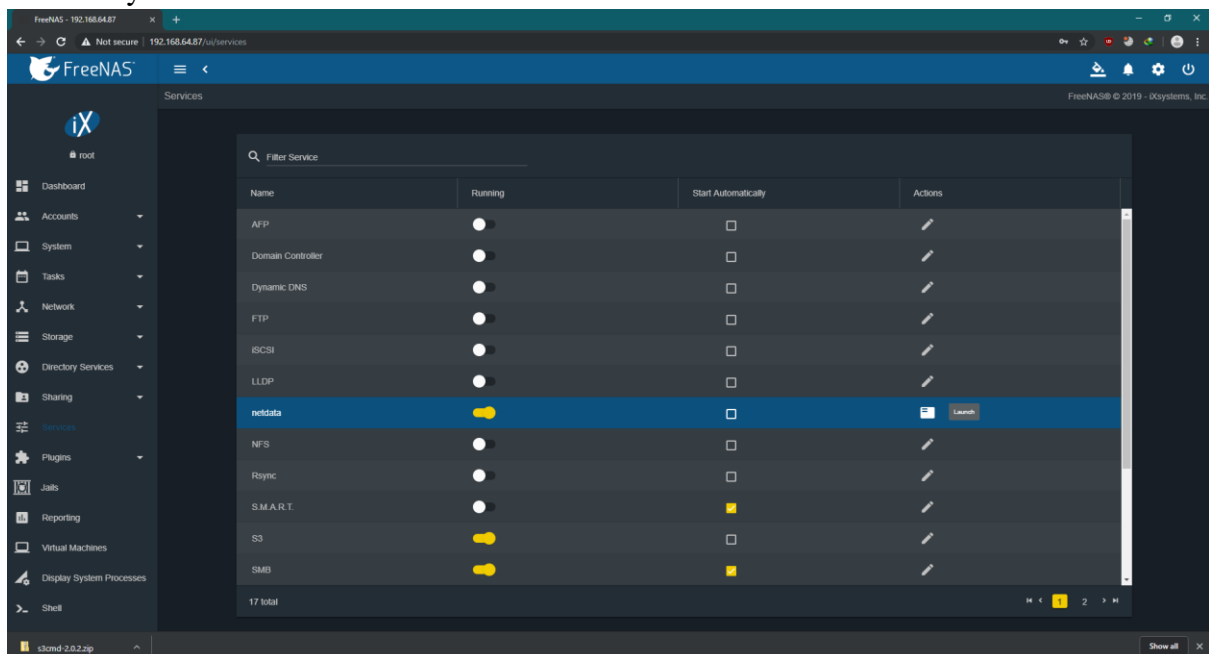 FreeNAS - 192.168.64.87
Not secure | 192.168.64.87/ui/services
FreeNAS
Services
FreeNAS® © 2019 - iXsystems, Inc.
iX
root
Filter Service
Name Running Start Automatically Actions
Dashboard
Accounts
System
Tasks
Network
Storage
Directory Services
Sharing
Services
Plugins
Jails
Reporting
Virtual Machines
Display System Processes
Shell
AFP
Domain Controller
Dynamic DNS
FTP
iSCSI
LLDP
netdata Launch
NFS
Rsync
S.M.A.R.T.
S3
SMB
17 total 1 2
s3cmd-2.0.2.zip Show all